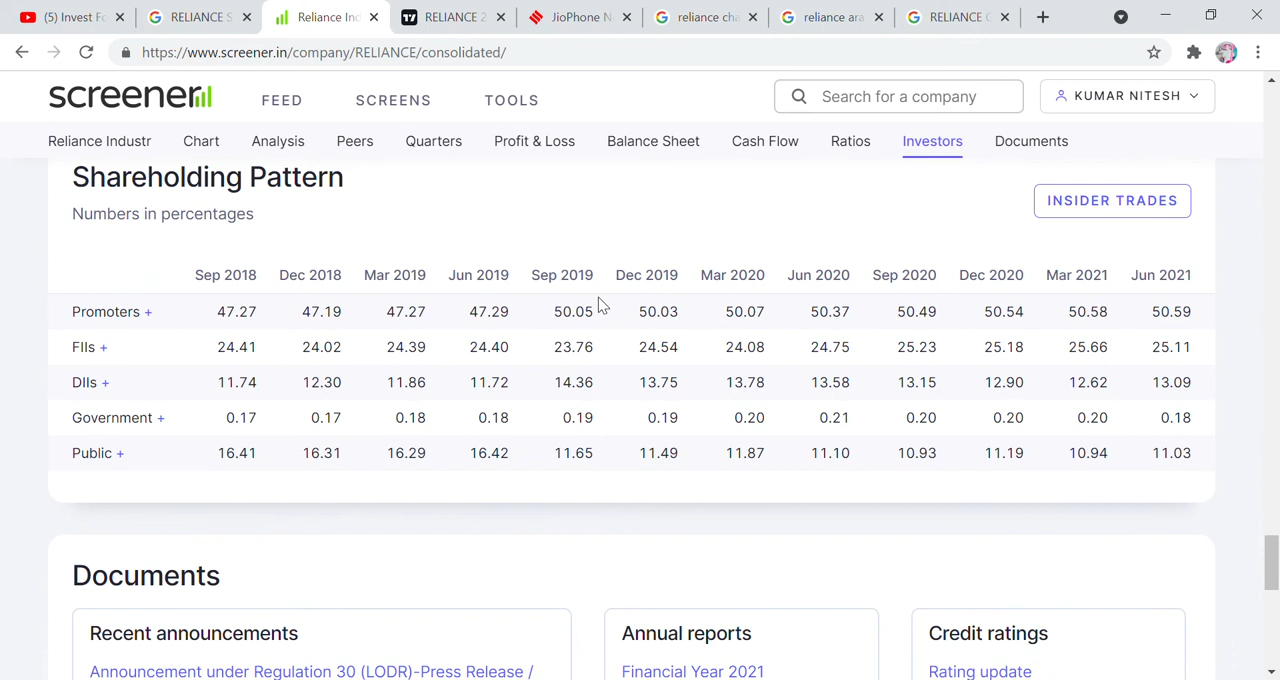 (5) Invest Fo
RELIANCE S
Reliance Ind
RELIANCE 2
JioPhone N
reliance cha
reliance ara
RELIANCE C
https://www.screener.in/company/RELIANCE/consolidated/
screener
FEED
SCREENS
TOOLS
Search for a company
KUMAR NITESH
Reliance Industr Chart Analysis Peers Quarters Profit & Loss Balance Sheet Cash Flow Ratios Investors Documents
Shareholding Pattern
INSIDER TRADES
Numbers in percentages
Sep 2018 Dec 2018 Mar 2019 Jun 2019 Sep 2019 Dec 2019 Mar 2020 Jun 2020 Sep 2020 Dec 2020 Mar 2021 Jun 2021
Promoters + 47.27 47.19 47.27 47.29 50.05 50.03 50.07 50.37 50.49 50.54 50.58 50.59
FIIs + 24.41 24.02 24.39 24.40 23.76 24.54 24.08 24.75 25.23 25.18 25.66 25.11
DIIs + 11.74 12.30 11.86 11.72 14.36 13.75 13.78 13.58 13.15 12.90 12.62 13.09
Government + 0.17 0.17 0.18 0.18 0.19 0.19 0.20 0.21 0.20 0.20 0.20 0.18
Public + 16.41 16.31 16.29 16.42 11.65 11.49 11.87 11.10 10.93 11.19 10.94 11.03
Documents
Recent announcements
Announcement under Regulation 30 (LODR)-Press Release /
Annual reports
Financial Year 2021
Credit ratings
Rating update